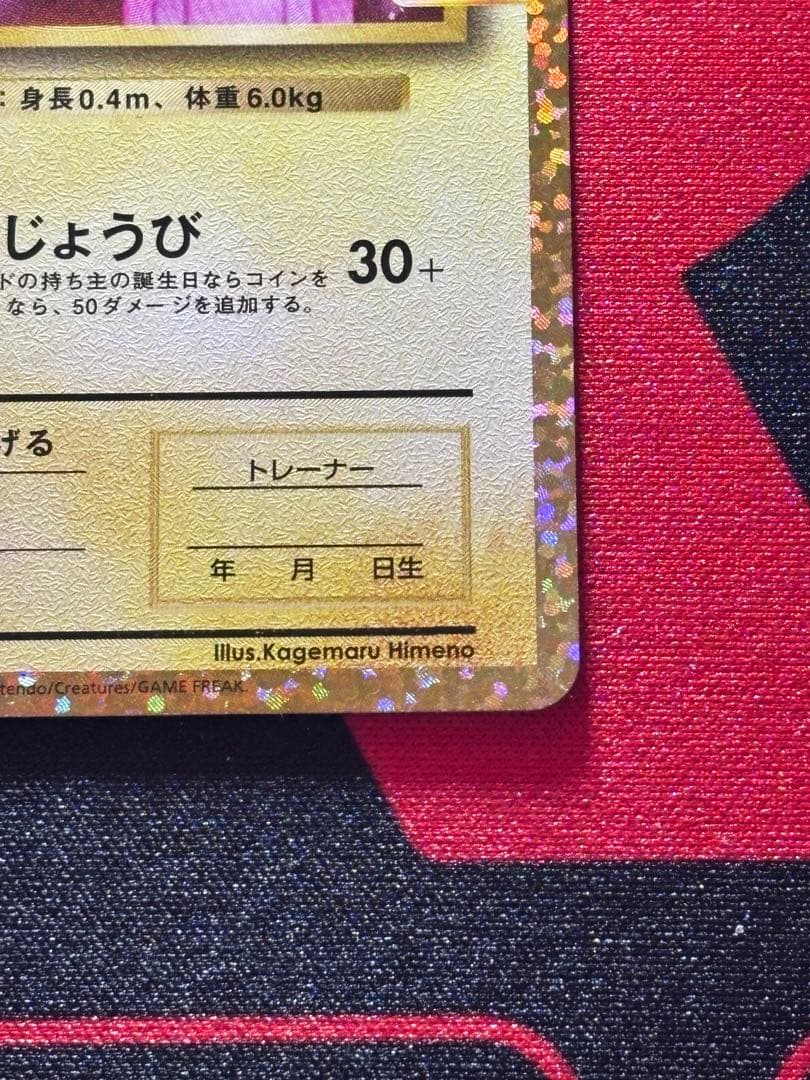 : 身長0.4m、体重6.0kg
じょうび
30+
ドの持ち主の誕生日ならコインを
なら、50ダメージを追加する。
げる
トレーナー
年 月 日生
Illus.Kagemaru Himeno
tendo/Creatures/GAME FREAK.